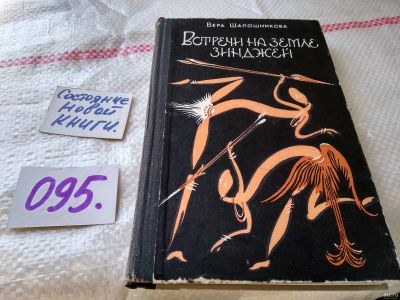 Вера Шапошникова
Встречи на земле
зинджей
Состояние
новой
книги.
095.